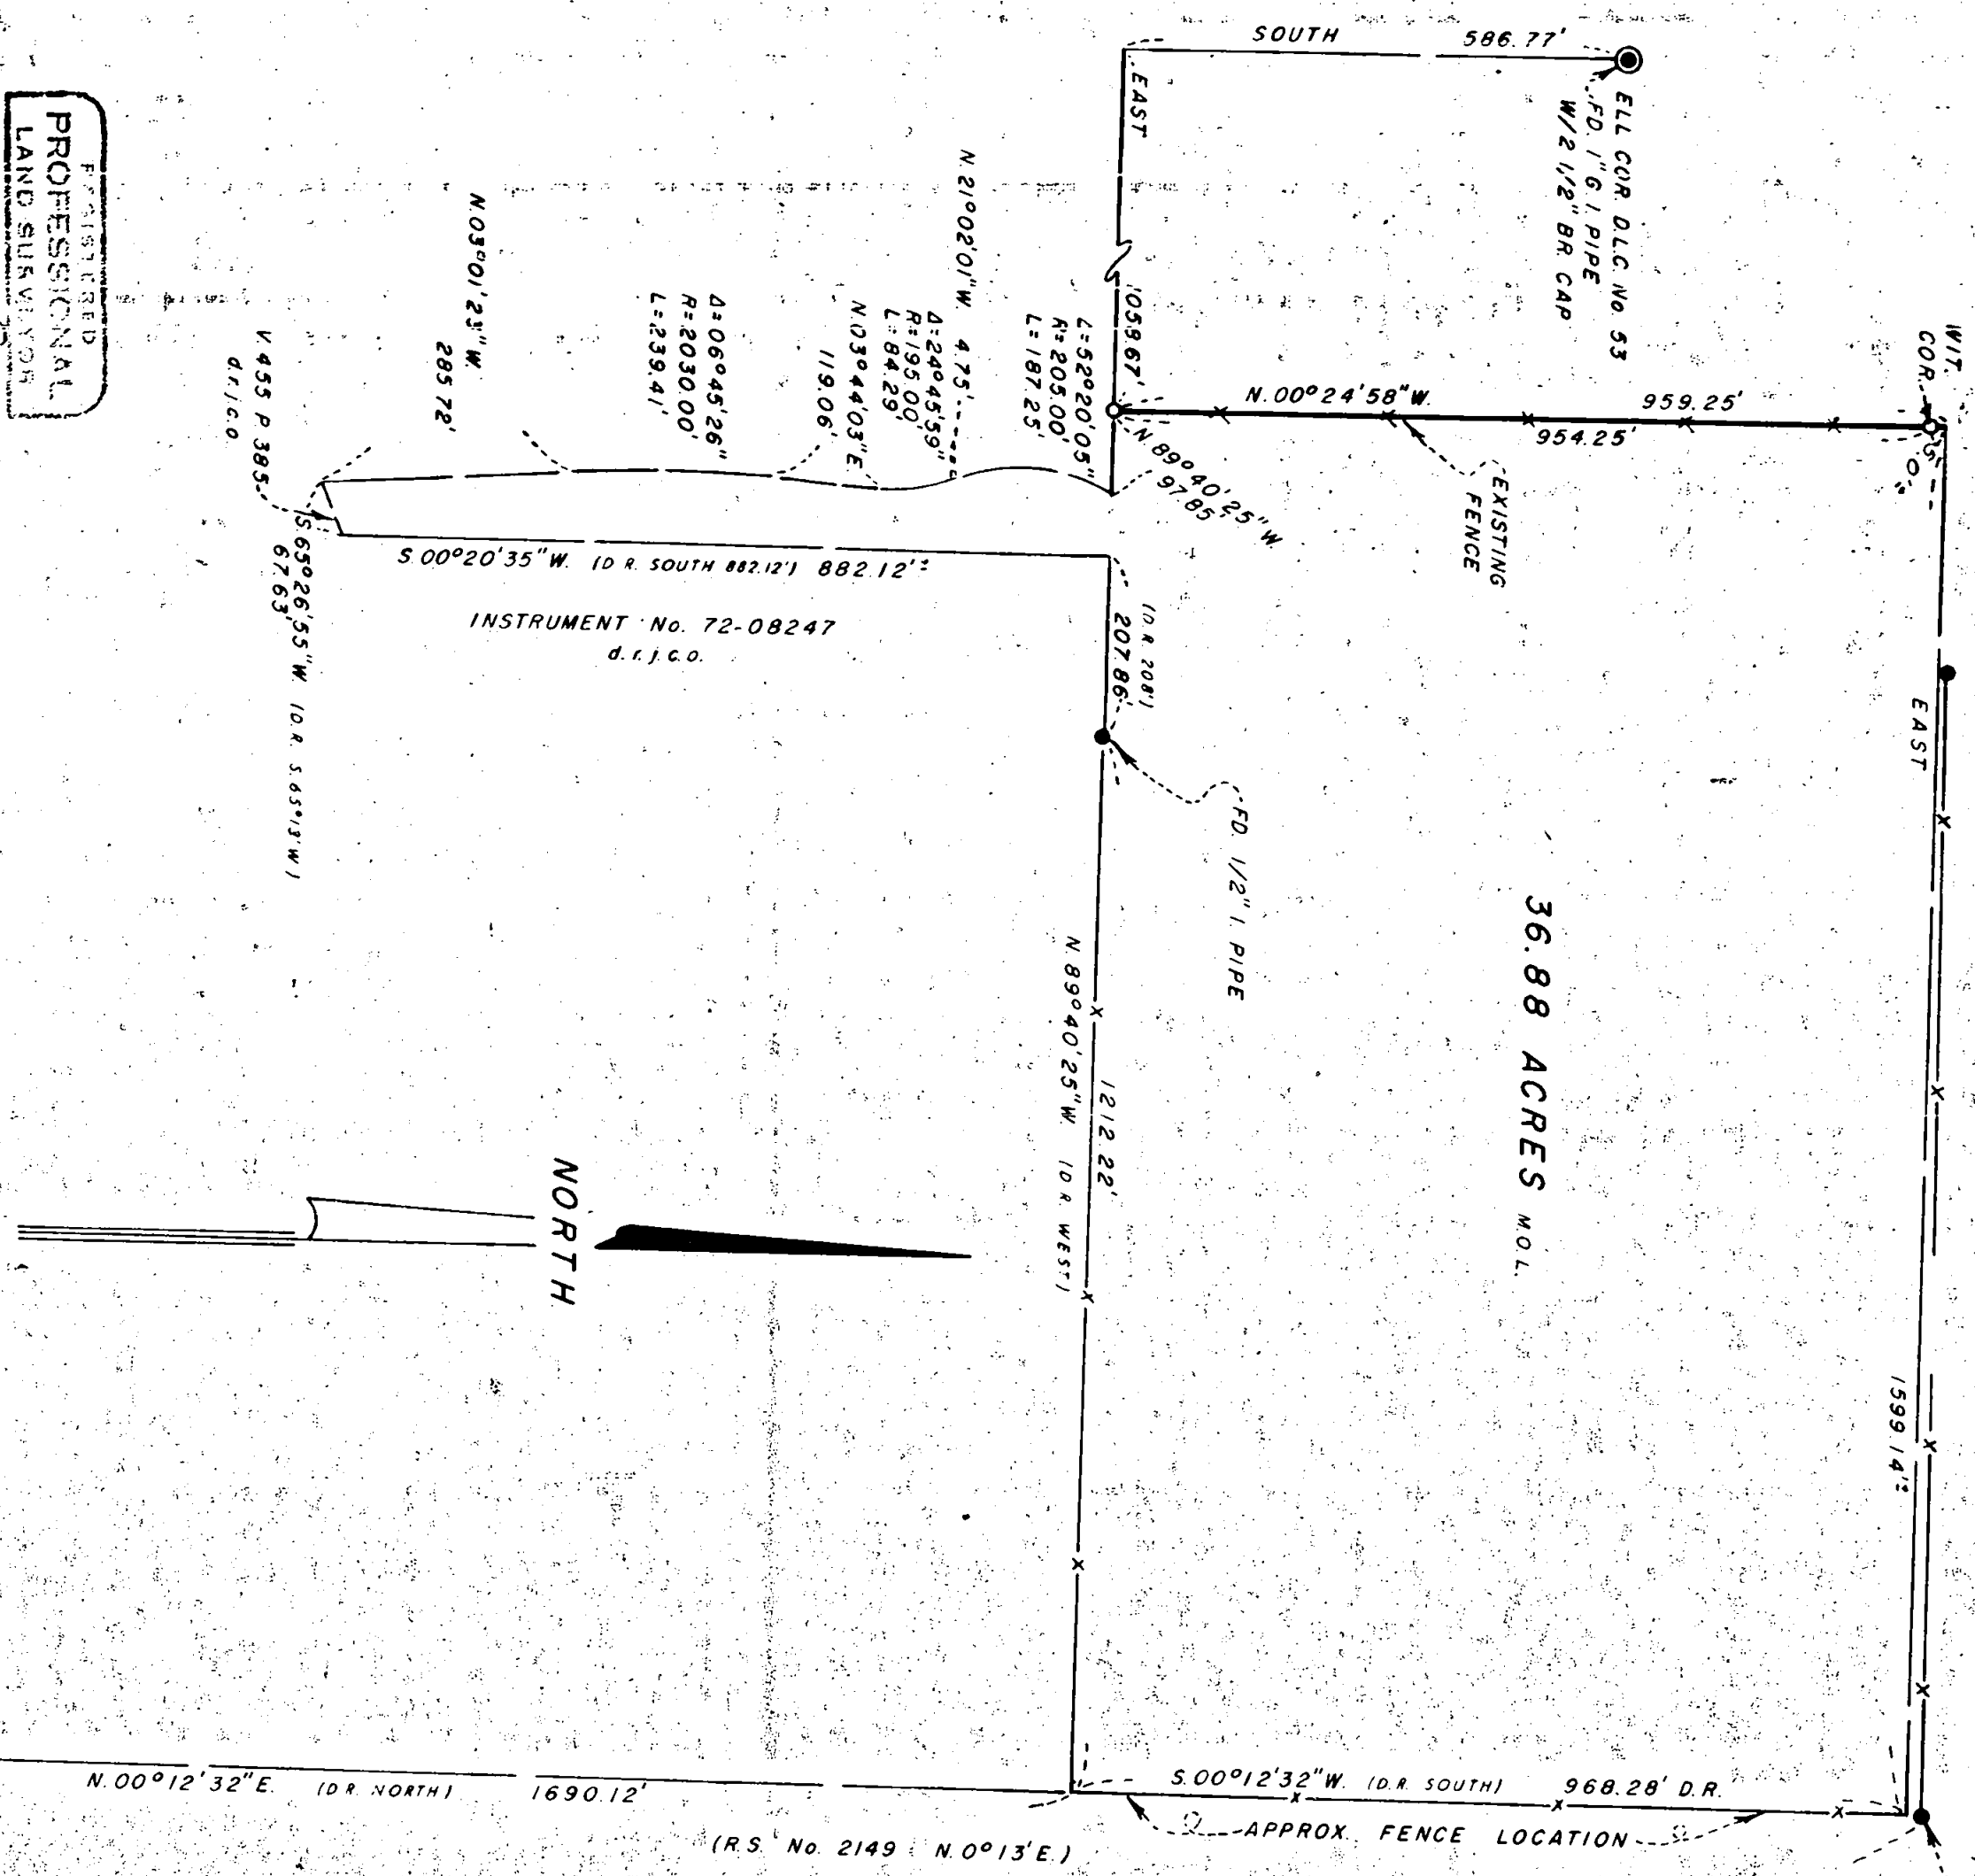 SOUTH 586.77'
ELL COR. D.L.C. No. 53
FD. 1" G.I. PIPE
W/2 1/2" BR. CAP
WIT.
COR.
5.0'
EAST
1059.67'
N. 00°24'58" W. 959.25'
954.25'
EXISTING
FENCE
N 89°40'25" W.
97.85'
L=52°20'05"
R=205.00'
L=187.25'
N. 21°02'01" W. 4.75'
Δ=24°45'59"
R=195.00'
L=84.29'
N. 03°44'03" E.
119.06'
Δ=06°45'26"
R=2030.00'
L=239.41'
N. 03°01'23" W.
285.72'
V. 455 P. 385
d.r.j.c.o.
S. 65°26'55" W. (D.R. S. 65°13' W.)
67.63'
S. 00°20'35" W. (D.R. SOUTH 882.12') 882.12'±
INSTRUMENT No. 72-08247
d.r.j.c.o.
(D.R. 208')
207.86'
FD. 1/2" I. PIPE
EAST
1599.14'±
36.88 ACRES M.O.L.
1212.22'
N. 89°40'25" W. (D.R. WEST)
NORTH
N. 00°12'32" E. (D.R. NORTH) 1690.12'
(R.S. No. 2149 N. 0°13' E.)
S. 00°12'32" W. (D.R. SOUTH) 968.28' D.R.
APPROX. FENCE LOCATION
REGISTERED
PROFESSIONAL
LAND SURVEYOR